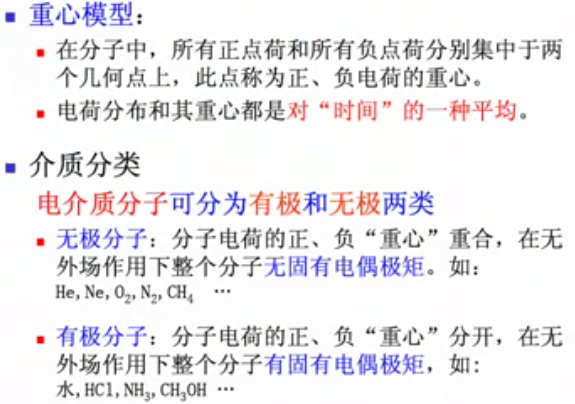 重心模型：
在分子中，所有正点荷和所有负点荷分别集中于两
个几何点上，此点称为正、负电荷的重心。
电荷分布和其重心都是对“时间”的一种平均。
介质分类
电介质分子可分为有极和无极两类
无极分子：分子电荷的正、负“重心”重合，在无
外场作用下整个分子无固有电偶极矩。如：
He,Ne,O₂,N₂,CH₄ …
有极分子：分子电荷的正、负“重心”分开，在无
外场作用下整个分子有固有电偶极矩，如：
水,HCl,NH₃,CH₃OH …